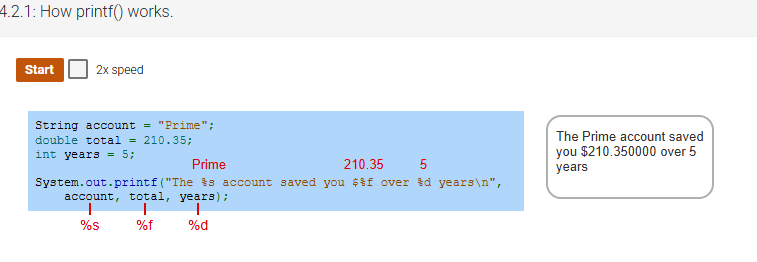 4.2.1: How printf() works.
Start 2x speed
String account = "Prime";
double total = 210.35;
int years = 5;
Prime 210.35 5
System.out.printf("The %s account saved you $%f over %d years\n",
account, total, years);
%s %f %d
The Prime account saved
you $210.350000 over 5
years